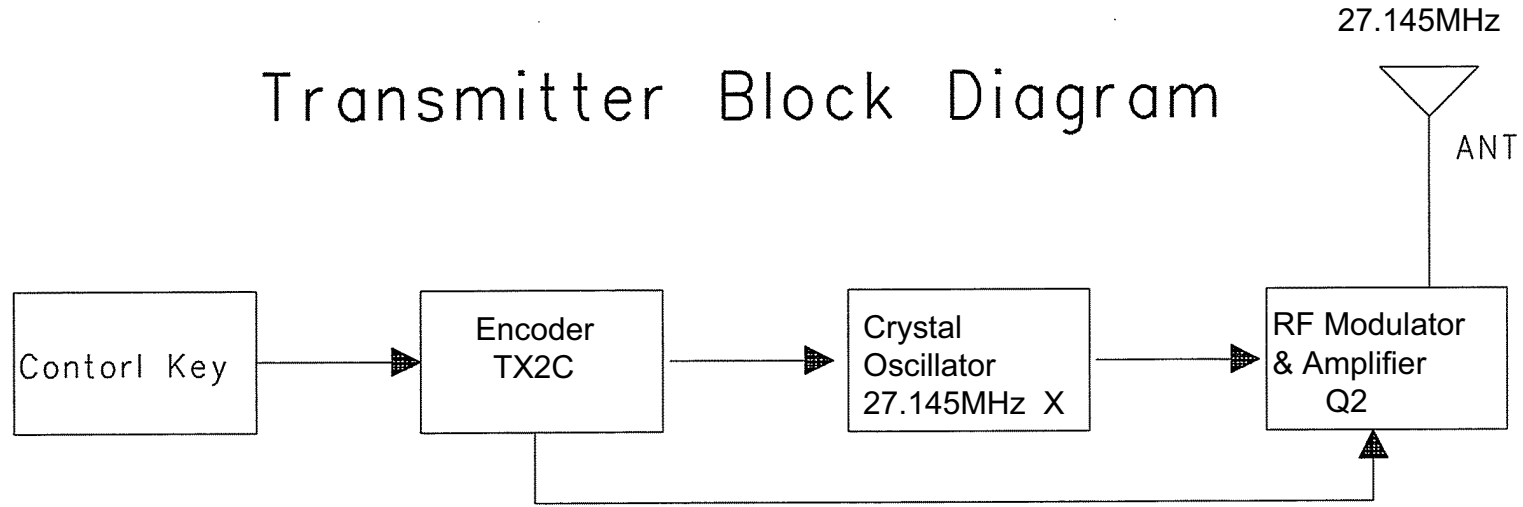 27.145MHz
Transmitter Block Diagram
ANT
Contorl Key
Encoder
TX2C
Crystal
Oscillator
27.145MHz X
RF Modulator
& Amplifier
Q2